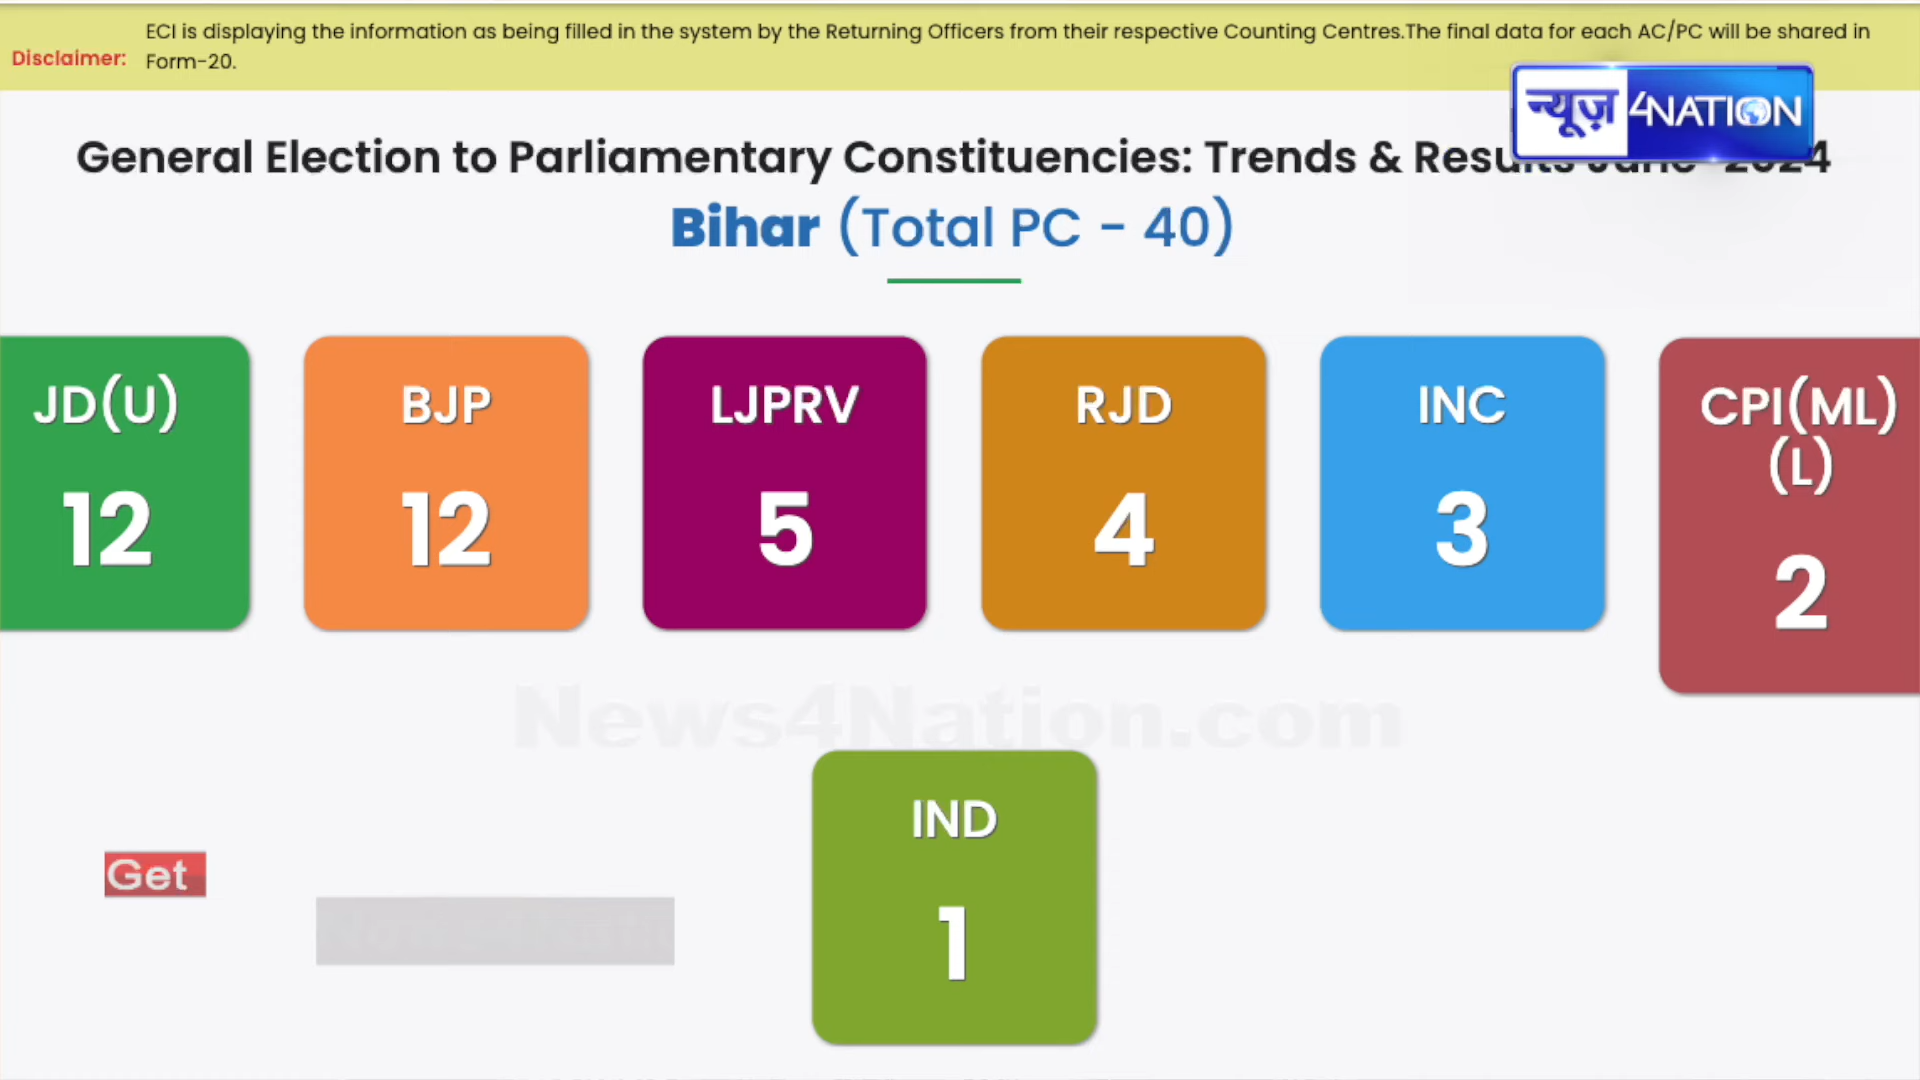 ECI is displaying the information as being filled in the system by the Returning Officers from their respective Counting Centres.The final data for each AC/PC will be shared in
Disclaimer: Form-20.
न्यूज़ 4NATION
General Election to Parliamentary Constituencies: Trends & Results June-2024
Bihar (Total PC - 40)
JD(U)
12
BJP
12
LJPRV
5
RJD
4
INC
3
CPI(ML)
(L)
2
News4Nation.com
IND
1
Get